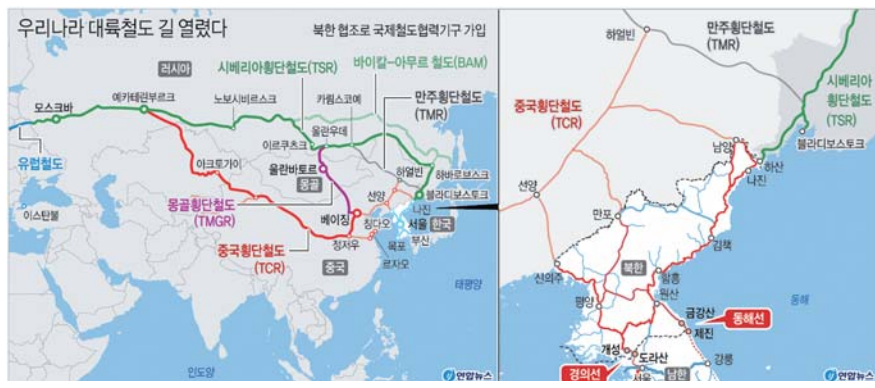 우리나라 대륙철도 길 열렸다
북한 협조로 국제철도협력기구 가입
러시아
시베리아횡단철도(TSR)
바이칼-아무르 철도(BAM)
모스크바
예카테린부르크
노보시비르스크
카림스코예
만주횡단철도
(TMR)
울란우데
이르쿠츠크
유럽철도
아크토가이
울란바토르
몽골
하얼빈
하바로브스크
블라디보스토크
몽골횡단철도
(TMGR)
선양
나진
이스탄불
베이징
칭다오
서울
한국
정저우
목포
부산
중국횡단철도
(TCR)
르자오
중국
태평양
인도양
연합뉴스
하얼빈
만주횡단철도
(TMR)
중국횡단철도
(TCR)
시베리아
횡단철도
(TSR)
남양
블라디보스토크
하산
나진
선양
만포
김책
북한
신의주
함흥
원산
평양
동해
금강산
동해선
제진
개성
도라산
강릉
경의선
서울
남한
연합뉴스